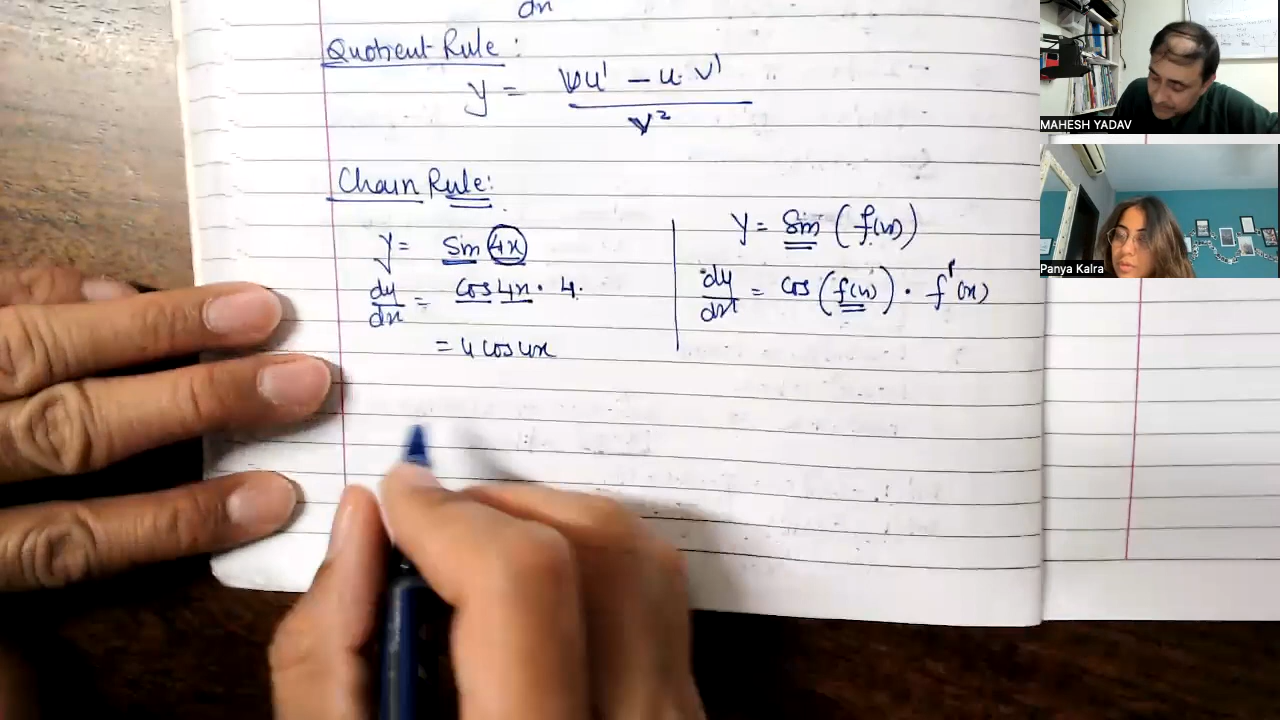 dn
Quotient Rule :
y = vu' - u. v'
v²
Chain Rule:
y = Sin 4x
dy/dx = cos 4x . 4.
= 4 cos 4x
y = Sin (f(x))
dy/dx = cos (f(x)) . f'(x)
MAHESH YADAV
Panya Kalra